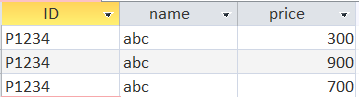 ID name price
P1234 abc 300
P1234 abc 900
P1234 abc 700